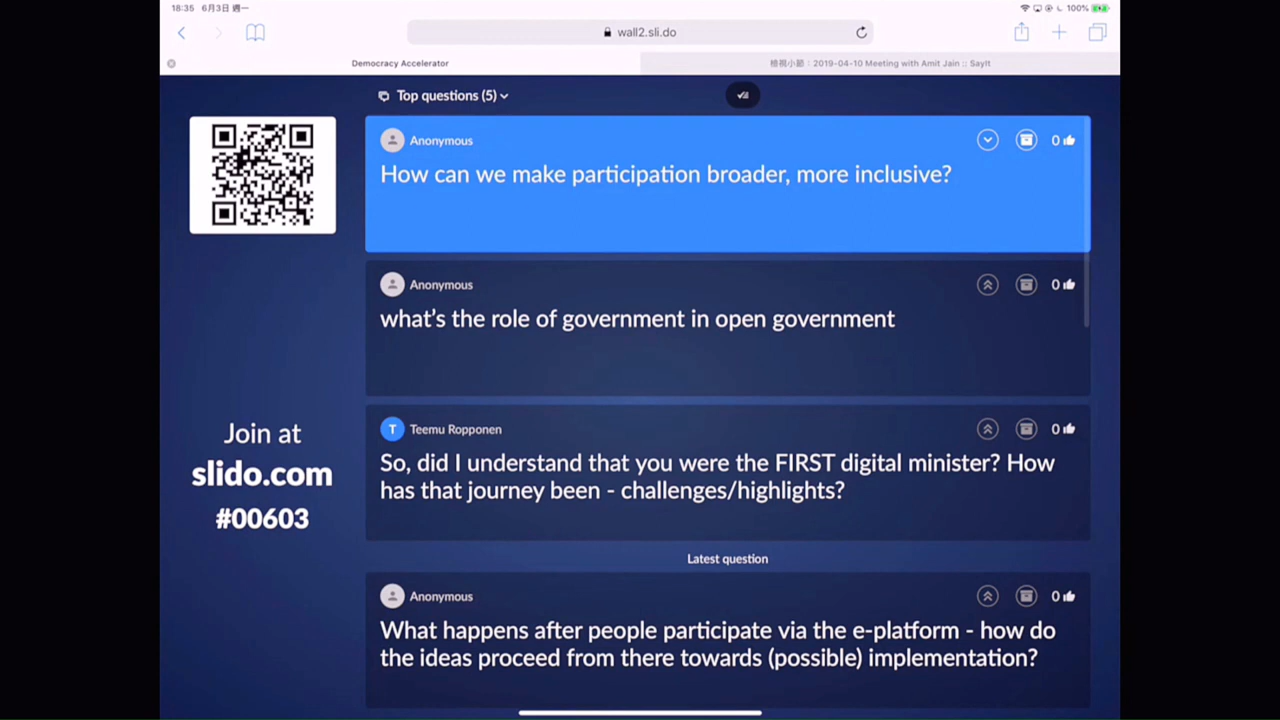 18:35 6月3日 週一
100%
wall2.sli.do
Democracy Accelerator
檢視小節：2019-04-10 Meeting with Amit Jain :: SayIt
Top questions (5)
Anonymous
0
How can we make participation broader, more inclusive?
Anonymous
0
what's the role of government in open government
T Teemu Ropponen
0
So, did I understand that you were the FIRST digital minister? How
has that journey been - challenges/highlights?
Latest question
Anonymous
0
What happens after people participate via the e-platform - how do
the ideas proceed from there towards (possible) implementation?
Join at
slido.com
#00603